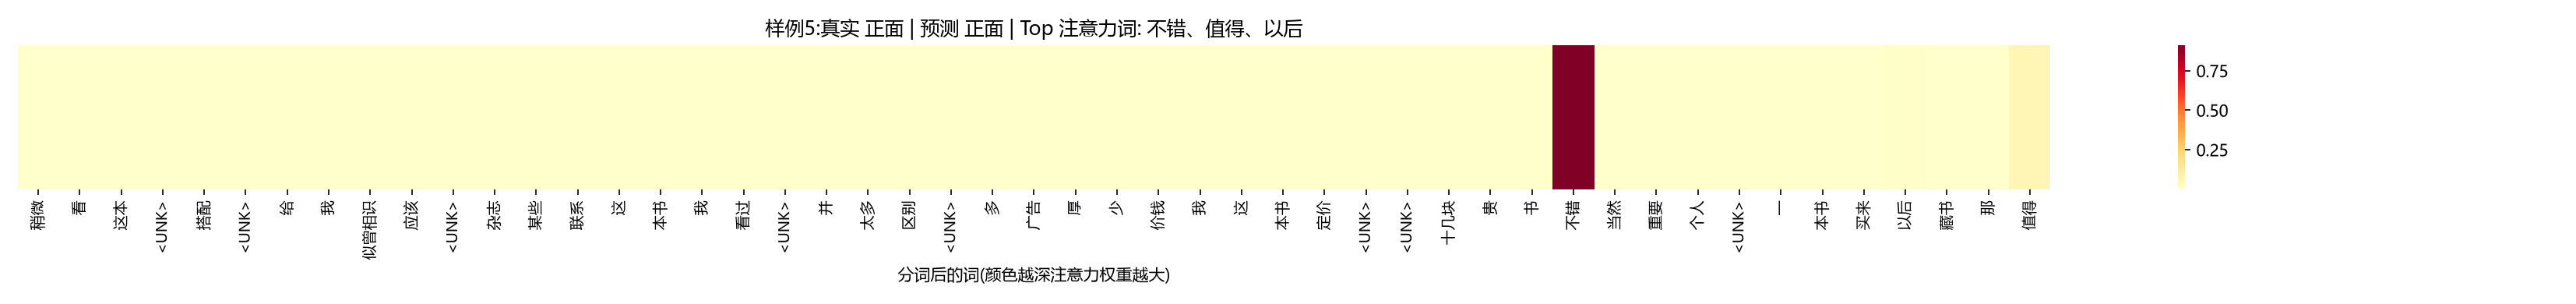 样例5:真实 正面 | 预测 正面 | Top 注意力词: 不错、值得、以后
0.75
0.50
0.25
稍微 看 这本 <UNK> 搭配 <UNK> 给 我 似曾相识 应该 <UNK> 杂志 某些 联系 这 本书 我 看过 <UNK> 并 太多 区别 <UNK> 多 广告 厚 少 价钱 我 这 本书 定价 <UNK> <UNK> 十几块 贵 书 不错 当然 重要 个人 <UNK> 一 本书 买来 以后 藏书 那 值得
分词后的词(颜色越深注意力权重越大)